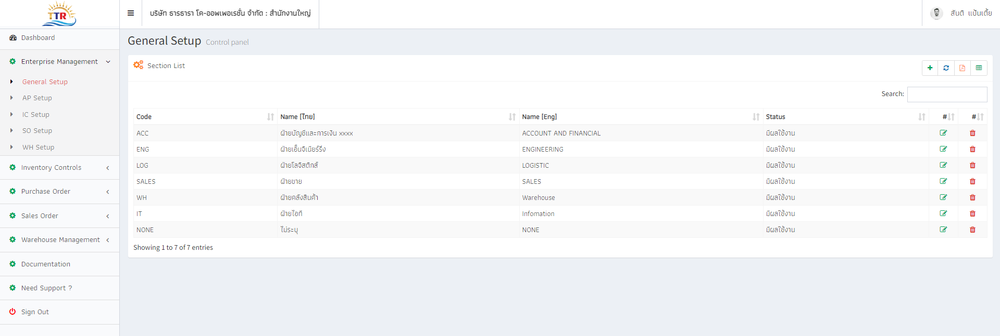 TTR
บริษัท ธารธารา โค-ออพเพอเรชั่น จำกัด : สำนักงานใหญ่
สันติ แป้นเตี้ย
Dashboard
Enterprise Management
General Setup
AP Setup
IC Setup
SO Setup
WH Setup
Inventory Controls
Purchase Order
Sales Order
Warehouse Management
Documentation
Need Support ?
Sign Out
General Setup Control panel
Section List
Search:
Code Name [ไทย] Name [Eng] Status # #
ACC ฝ่ายบัญชีและการเงิน xxxx ACCOUNT AND FINANCIAL มีผลใช้งาน
ENG ฝ่ายเอ็นจิเนียร์ริ่ง ENGINEERING มีผลใช้งาน
LOG ฝ่ายโลจิสติกส์ LOGISTIC มีผลใช้งาน
SALES ฝ่ายขาย SALES มีผลใช้งาน
WH ฝ่ายคลังสินค้า Warehouse มีผลใช้งาน
IT ฝ่ายไอที Infomation มีผลใช้งาน
NONE ไม่ระบุ NONE มีผลใช้งาน
Showing 1 to 7 of 7 entries